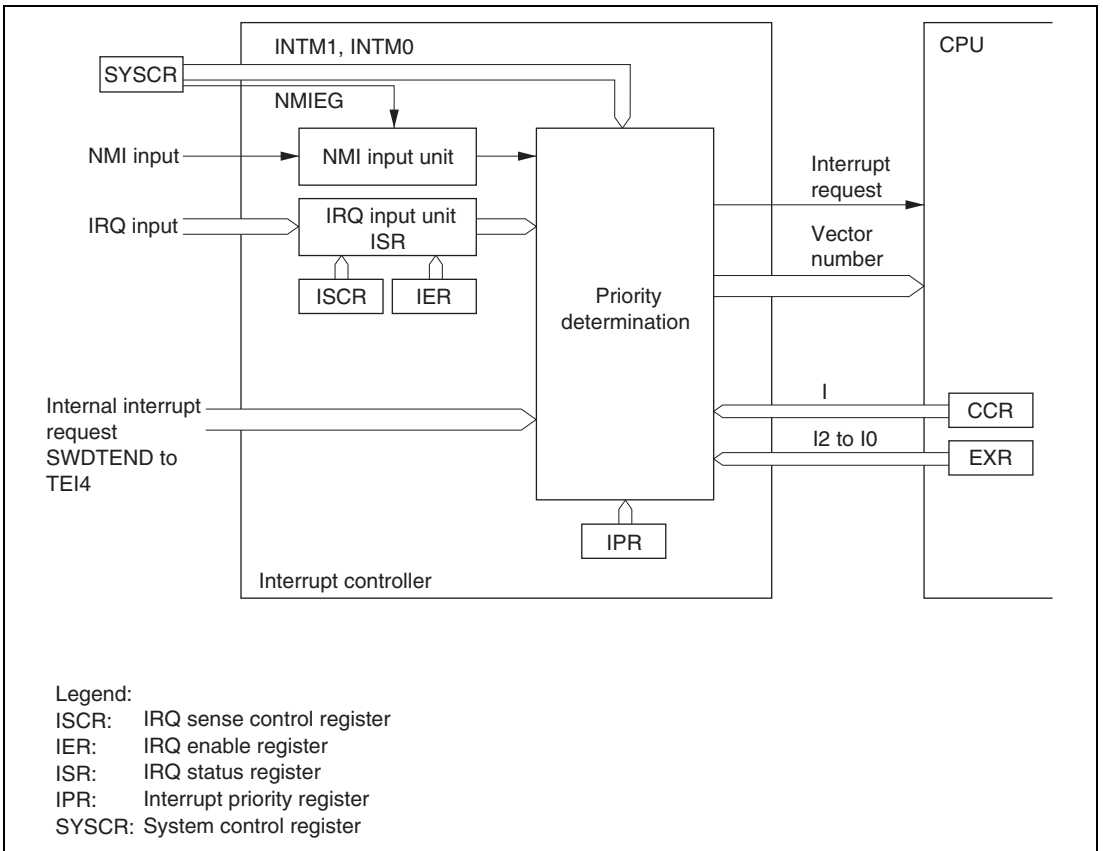 INTM1, INTM0
CPU
SYSCR
NMIEG
NMI input
NMI input unit
Interrupt
request
IRQ input
IRQ input unit
ISR
Vector
number
ISCR
IER
Priority
determination
Internal interrupt
request
SWDTEND to
TEI4
I
CCR
I2 to I0
EXR
IPR
Interrupt controller
Legend:
ISCR: IRQ sense control register
IER: IRQ enable register
ISR: IRQ status register
IPR: Interrupt priority register
SYSCR: System control register